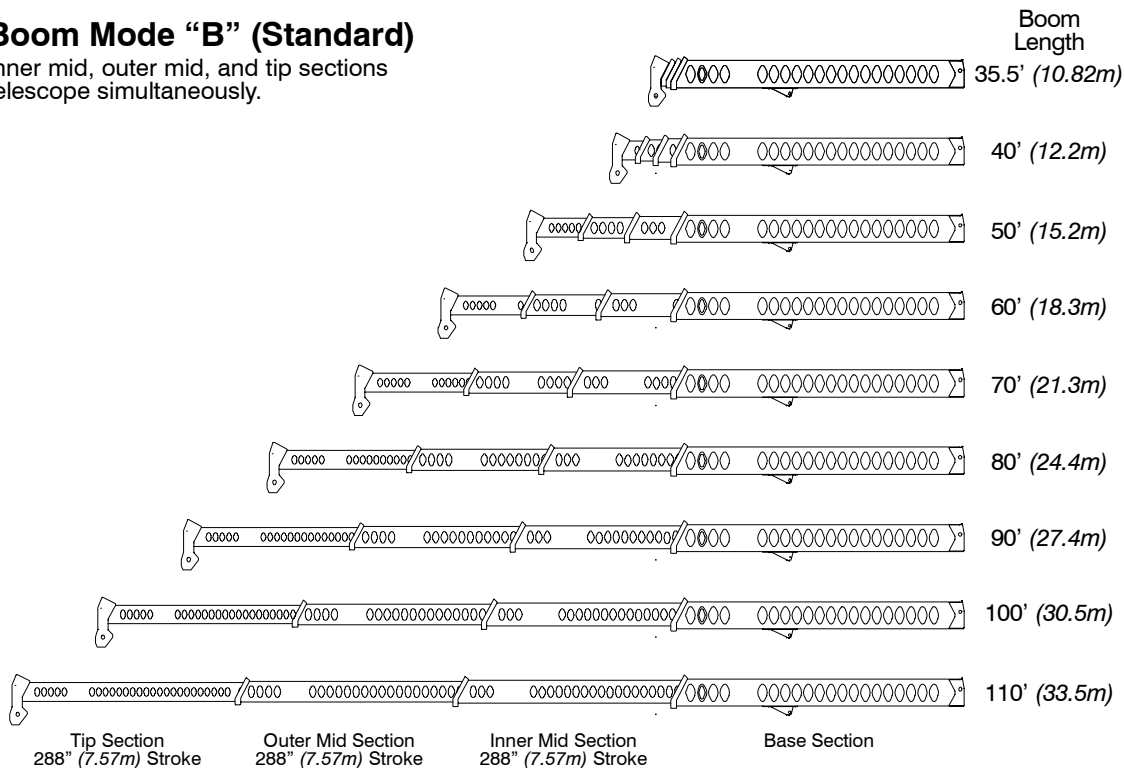 Boom Mode “B” (Standard)
nner mid, outer mid, and tip sections
elescope simultaneously.
Boom
Length
35.5’ (10.82m)
40’ (12.2m)
50’ (15.2m)
60’ (18.3m)
70’ (21.3m)
80’ (24.4m)
90’ (27.4m)
100’ (30.5m)
110’ (33.5m)
Tip Section
288” (7.57m) Stroke
Outer Mid Section
288” (7.57m) Stroke
Inner Mid Section
288” (7.57m) Stroke
Base Section